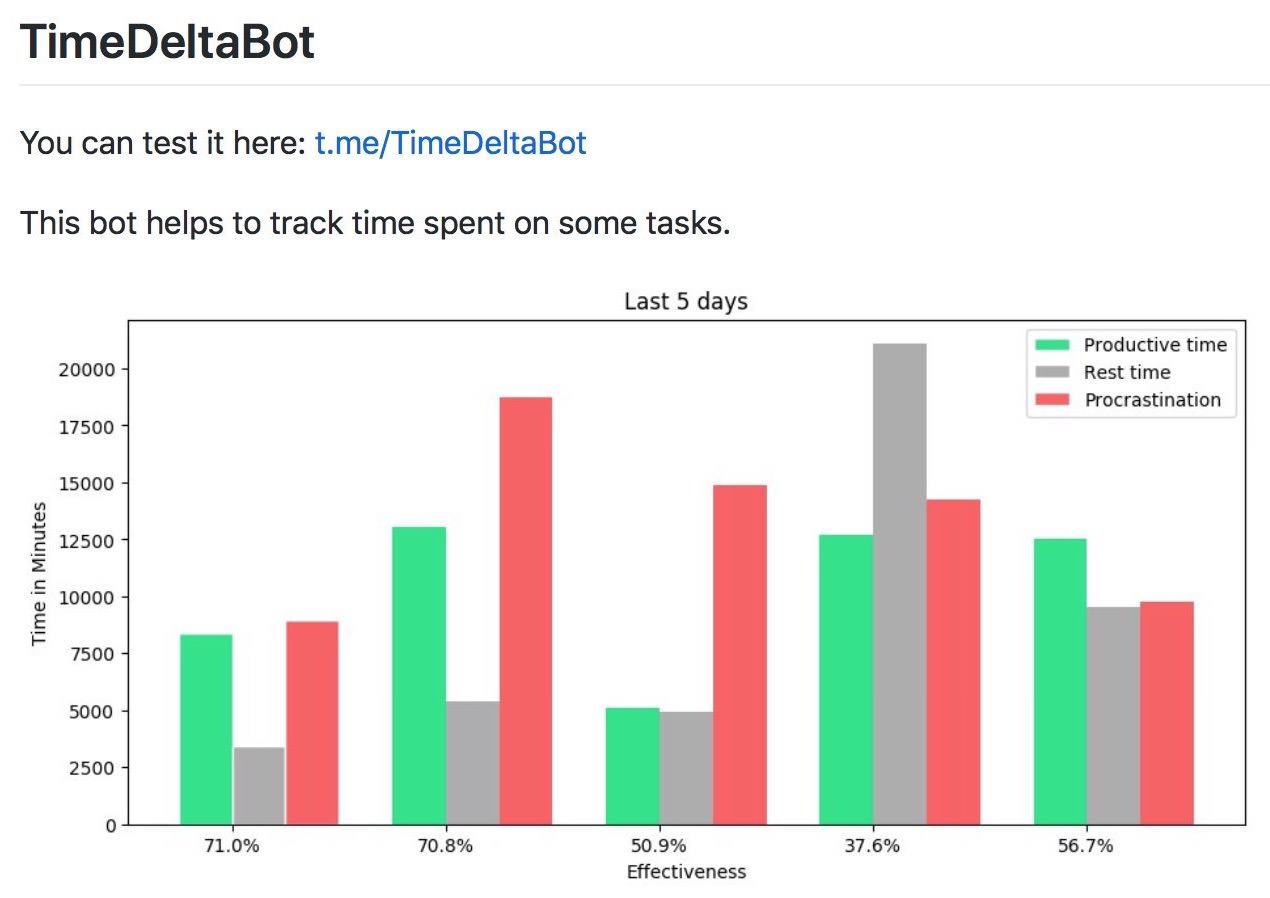 TimeDeltaBot
You can test it here: t.me/TimeDeltaBot
This bot helps to track time spent on some tasks.
Last 5 days
Productive time
Rest time
Procrastination
Time in Minutes
20000
17500
15000
12500
10000
7500
5000
2500
0
71.0% 70.8% 50.9% 37.6% 56.7%
Effectiveness